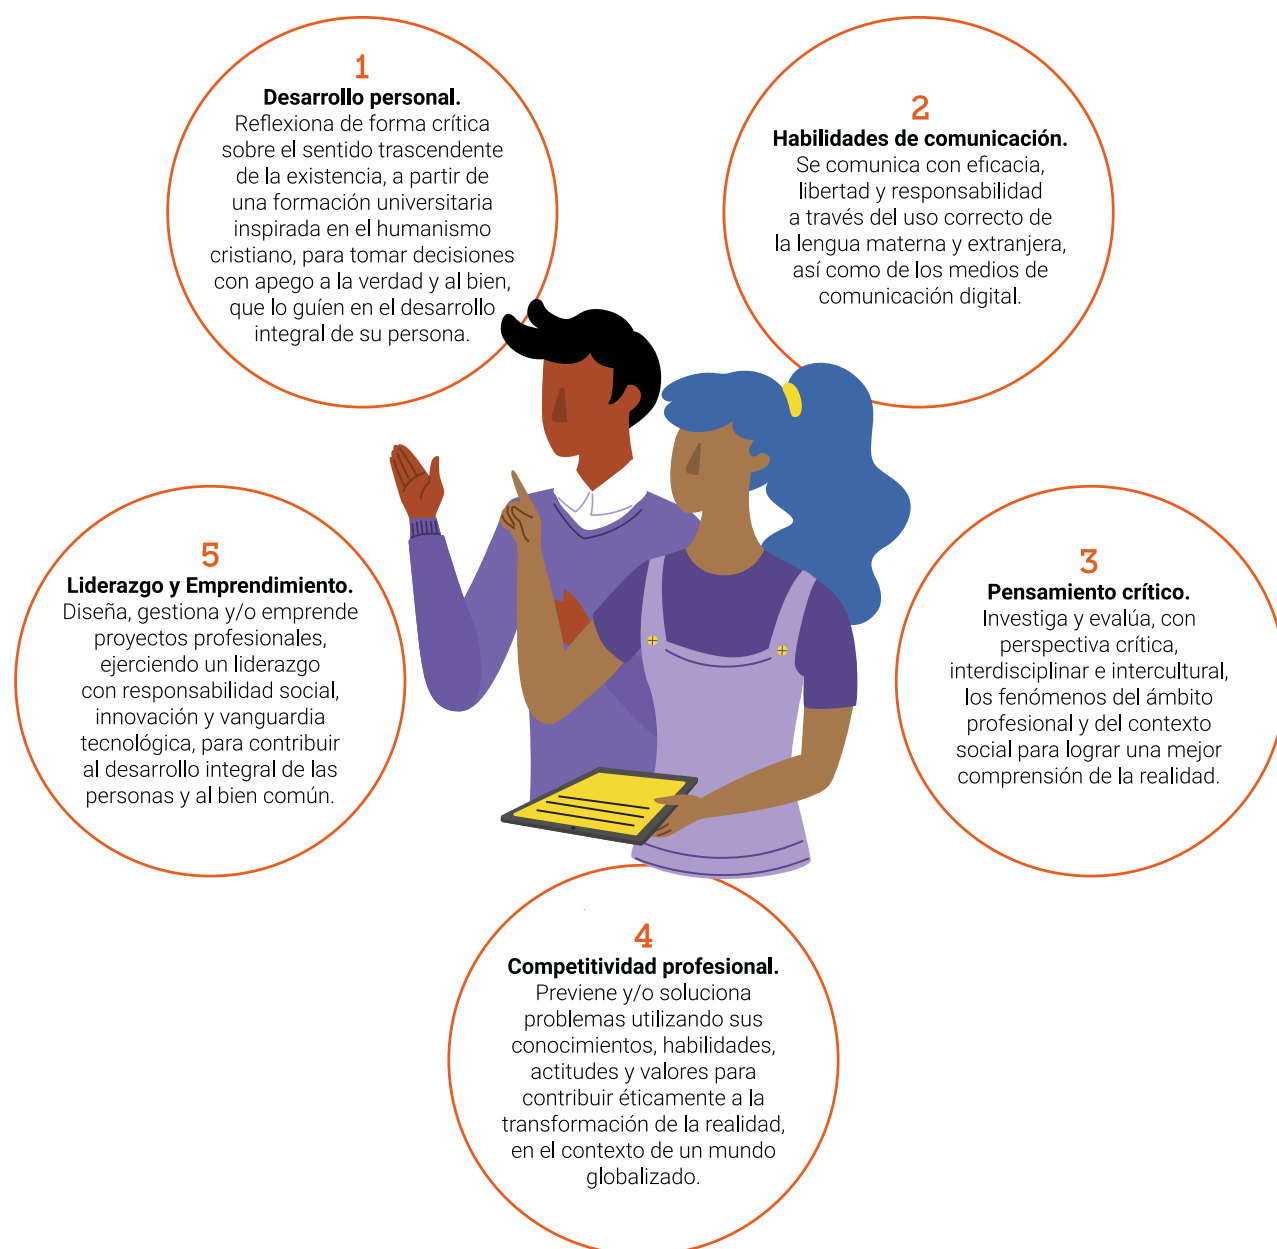 1
Desarrollo personal.
Reflexiona de forma crítica
sobre el sentido trascendente
de la existencia, a partir de
una formación universitaria
inspirada en el humanismo
cristiano, para tomar decisiones
con apego a la verdad y al bien,
que lo guíen en el desarrollo
integral de su persona.
2
Habilidades de comunicación.
Se comunica con eficacia,
libertad y responsabilidad
a través del uso correcto de
la lengua materna y extranjera,
así como de los medios de
comunicación digital.
3
Pensamiento crítico.
Investiga y evalúa, con
perspectiva crítica,
interdisciplinar e intercultural,
los fenómenos del ámbito
profesional y del contexto
social para lograr una mejor
comprensión de la realidad.
4
Competitividad profesional.
Previene y/o soluciona
problemas utilizando sus
conocimientos, habilidades,
actitudes y valores para
contribuir éticamente a la
transformación de la realidad,
en el contexto de un mundo
globalizado.
5
Liderazgo y Emprendimiento.
Diseña, gestiona y/o emprende
proyectos profesionales,
ejerciendo un liderazgo
con responsabilidad social,
innovación y vanguardia
tecnológica, para contribuir
al desarrollo integral de las
personas y al bien común.